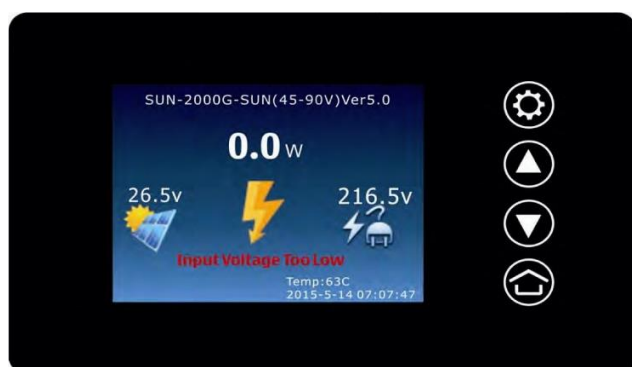 SUN-2000G-SUN(45-90V)Ver5.0
0.0 W
26.5v
216.5v
Input Voltage Too Low
Temp:63C
2015-5-14 07:07:47